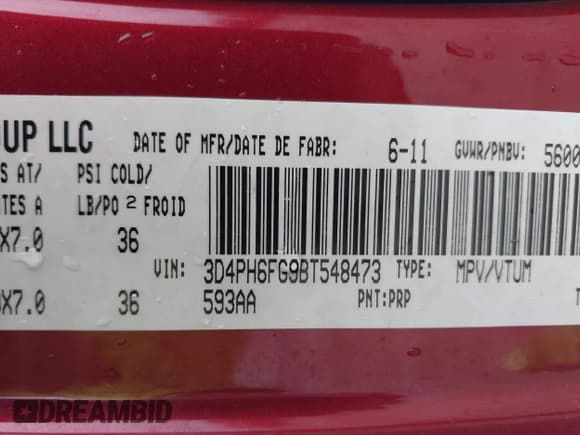 OUP LLC DATE OF MFR/DATE DE FABR: 6-11 GVWR/PNBV: 5600
S AT/ PSI COLD/
TES A LB/PO 2 FROID
X7.0 36
VIN: 3D4PH6FG9BT548473 TYPE: MPV/VTUM
X7.0 36 593AA PNT:PRP T
DREAMBID